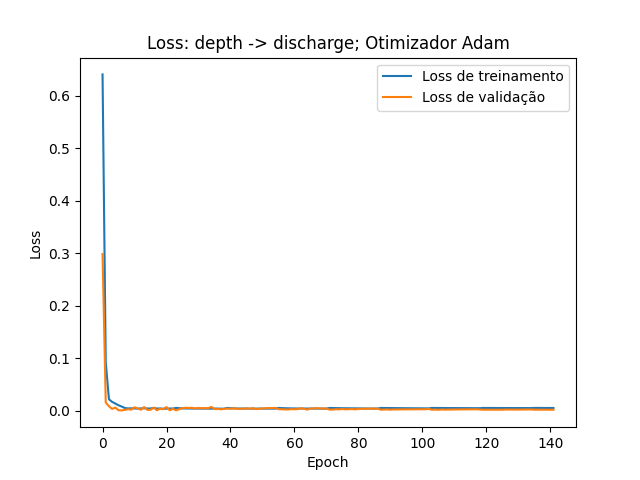 Loss: depth -> discharge; Otimizador Adam
Loss de treinamento
Loss de validação
0.6
0.5
0.4
0.3
0.2
0.1
0.0
Loss
0 20 40 60 80 100 120 140
Epoch